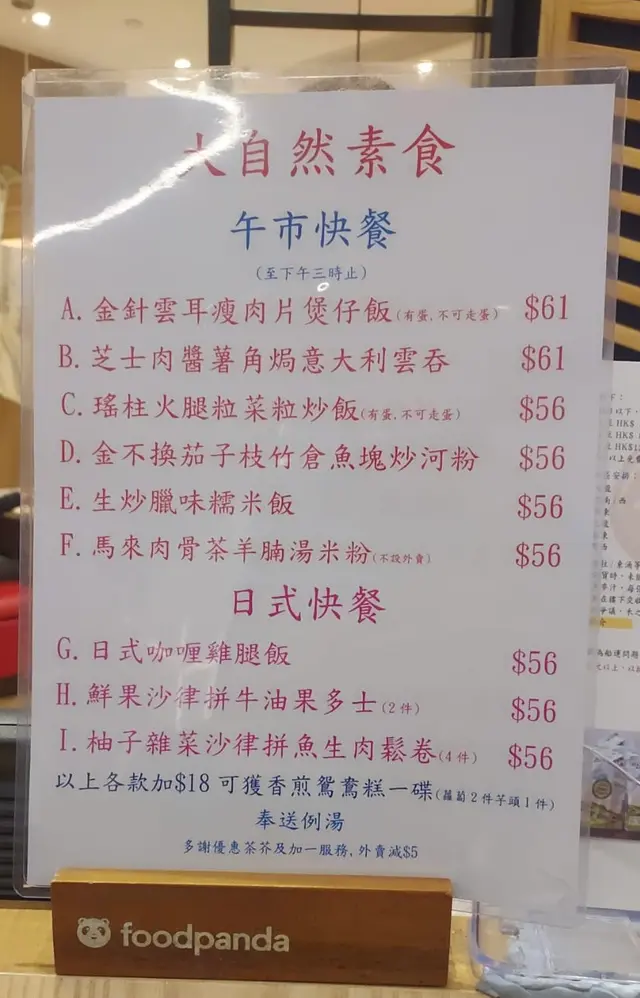 大自然素食
午市快餐
(至下午三時止)
A. 金針雲耳瘦肉片煲仔飯(有蛋,不可走蛋) $61
B. 芝士肉醬薯角焗意大利雲吞 $61
C. 瑤柱火腿粒菜粒炒飯(有蛋,不可走蛋) $56
D. 金不換茄子枝竹倉魚塊炒河粉 $56
E. 生炒臘味糯米飯 $56
F. 馬來肉骨茶羊腩湯米粉(不設外賣) $56
日式快餐
G. 日式咖喱雞腿飯 $56
H. 鮮果沙律拼牛油果多士(2件) $56
I. 柚子雜菜沙律拼魚生肉鬆卷(4件) $56
以上各款加$18 可獲香煎鴛鴦糕一碟(蘿蔔2件芋頭1件)
奉送例湯
多謝優惠茶芥及加一服務,外賣減$5
foodpanda